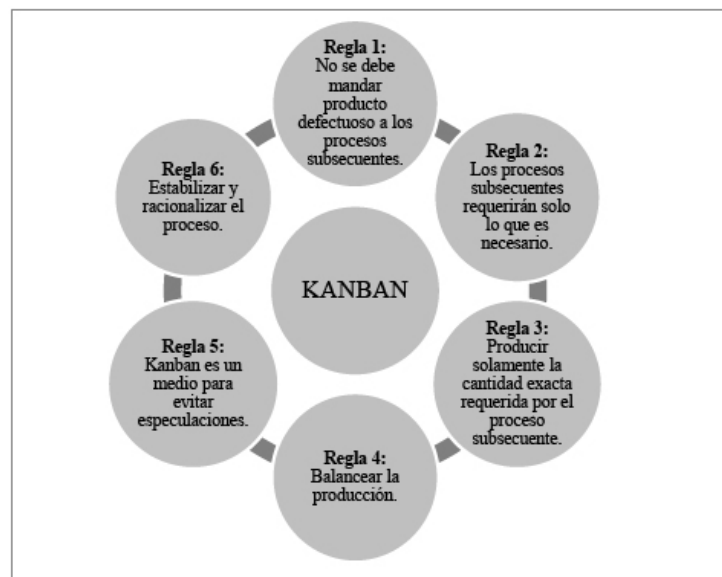 Regla 1:
No se debe
mandar
producto
defectuoso a los
procesos
subsecuentes.
Regla 2:
Los procesos
subsecuentes
requerirán solo
lo que es
necesario.
Regla 3:
Producir
solamente la
cantidad exacta
requerida por el
proceso
subsecuente.
Regla 4:
Balancear la
producción.
Regla 5:
Kanban es un
medio para
evitar
especulaciones.
Regla 6:
Estabilizar y
racionalizar el
proceso.
KANBAN